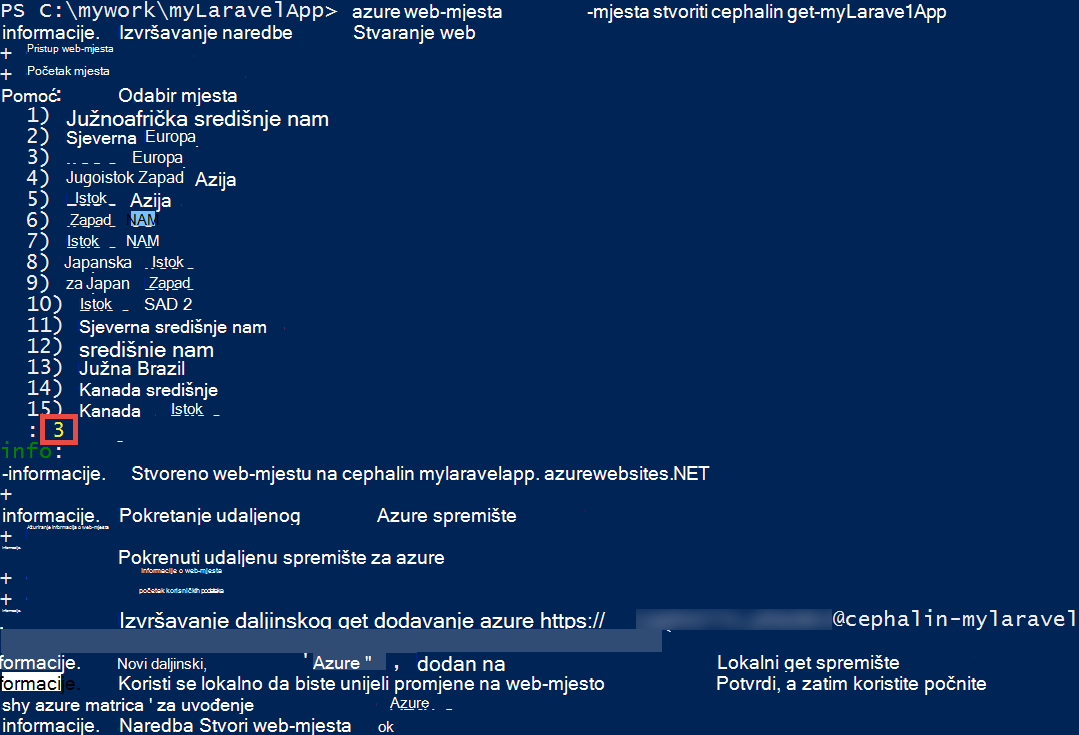 PS C:\mywork\myLaravelApp> azure web-mjesta -mjesta stvoriti cephalin get-myLarave1App
informacije. Izvršavanje naredbe Stvaranje web
+ Pristup web-mjesta
+ Početak mjesta
Pomoć: Odabir mjesta
1) Južnoafrička središnje nam
2) Sjeverna Europa
3) Europa
4) Jugoistok Zapad Azija
5) Istok Azija
6) Zapad NAM
7) Istok NAM
8) Japanska Istok
9) za Japan Zapad
10) Istok SAD 2
11) Sjeverna središnje nam
12) središnie nam
13) Južna Brazil
14) Kanada središnje
15) Kanada Istok
: 3
info:
-informacije. Stvoreno web-mjestu na cephalin mylaravelapp. azurewebsites.NET
+
informacije. Pokretanje udaljenog Azure spremište
Ažuriranje informacija o web-mjesta
+
Pokrenuti udaljenu spremište za azure
Informacije o web-mjesta
+
početak korisničkih podataka
+
Izvršavanje daljinskog get dodavanje azure https:// @cephalin-mylaravel
formacije. Novi daljinski, ' Azure " , dodan na Lokalni get spremište
formacije. Koristi se lokalno da biste unijeli promjene na web-mjesto Potvrdi, a zatim koristite počnite
shy azure matrica ' za uvođenje Azure
informacije. Naredba Stvori web-mjesta ok